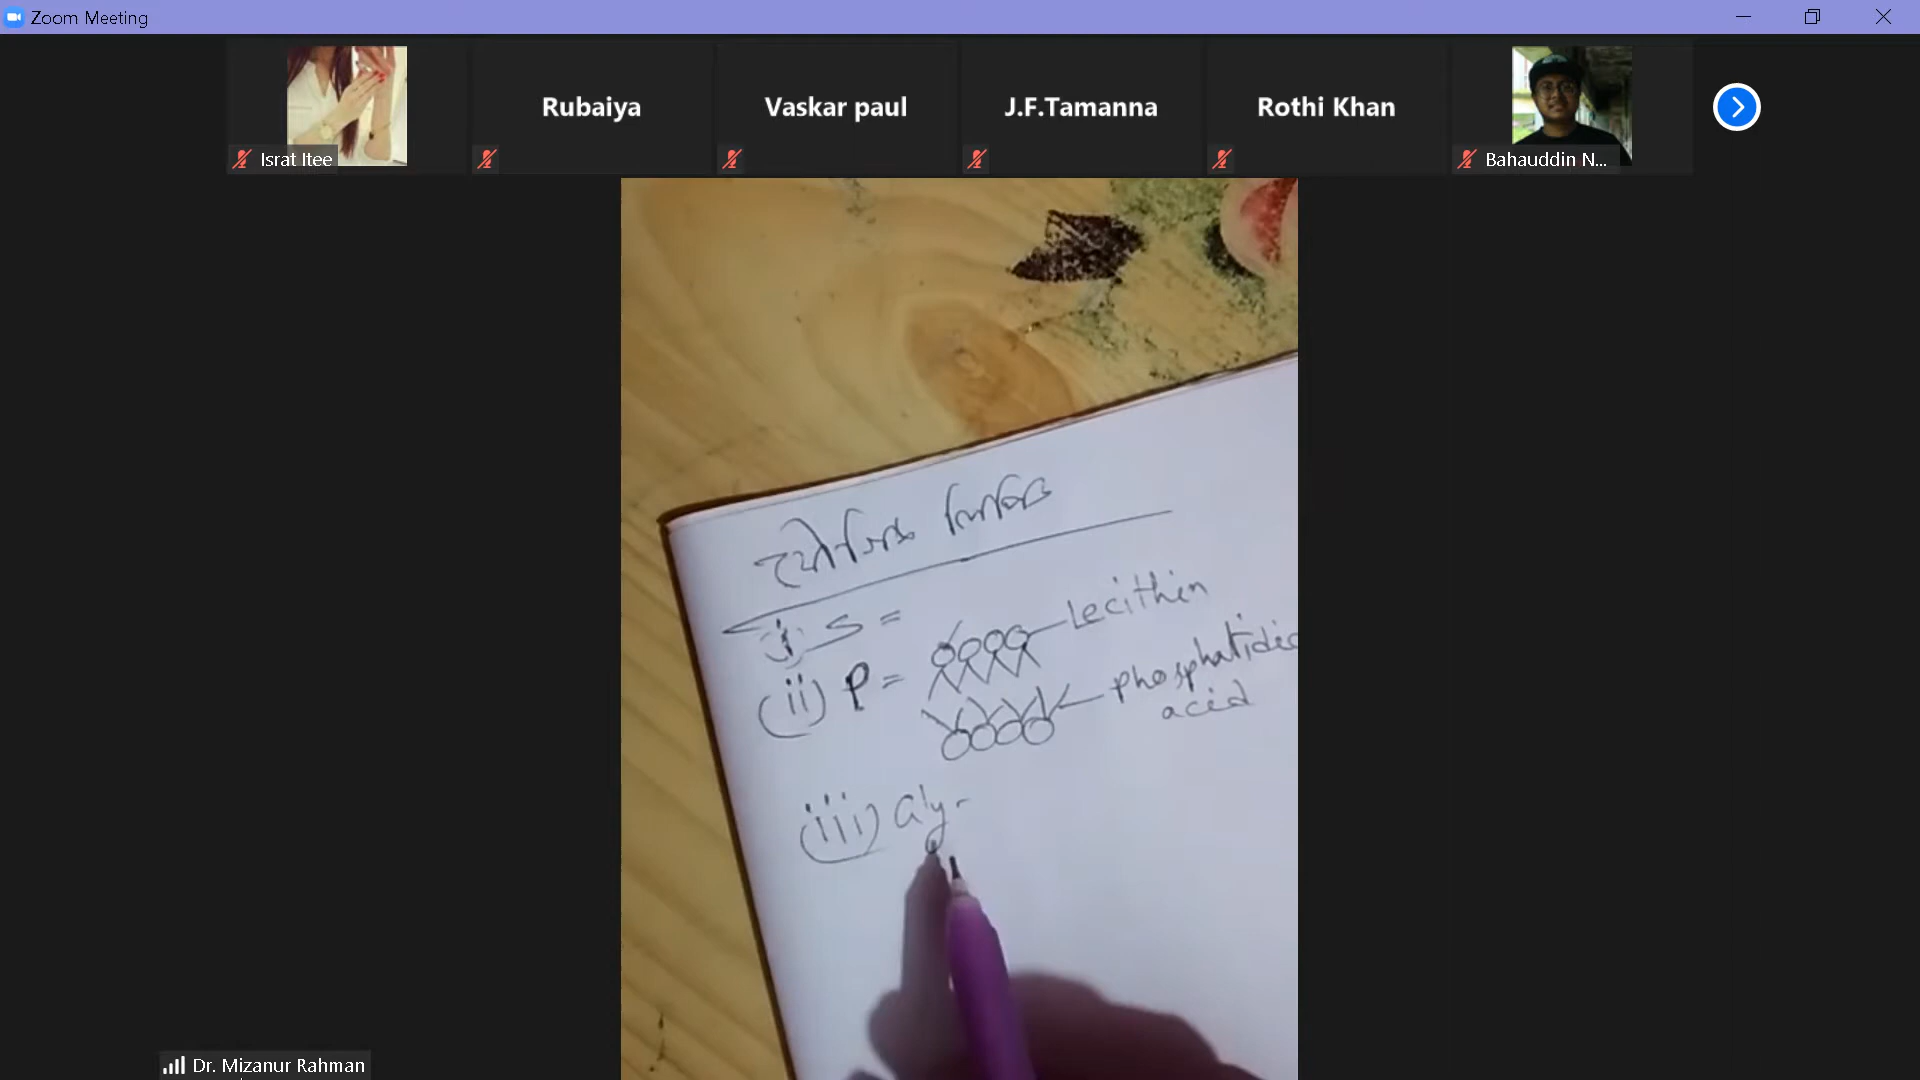 Zoom Meeting
Israt Itee
Rubaiya
Vaskar paul
J.F.Tamanna
Rothi Khan
Bahauddin N...
যৌগিক লিপিড
(i) S =
(ii) P =
Lecithin
phosphatidic
acid
(iii) Gly-
Dr. Mizanur Rahman